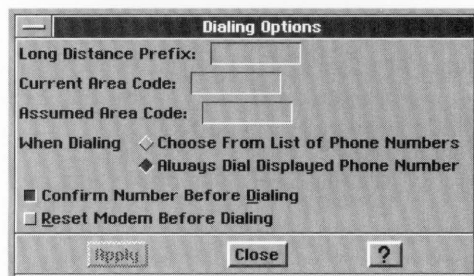 Dialing Options
Long Distance Prefix:
Current Area Code:
Assumed Area Code:
When Dialing Choose From List of Phone Numbers
Always Dial Displayed Phone Number
Confirm Number Before Dialing
Reset Modem Before Dialing
Apply Close ?